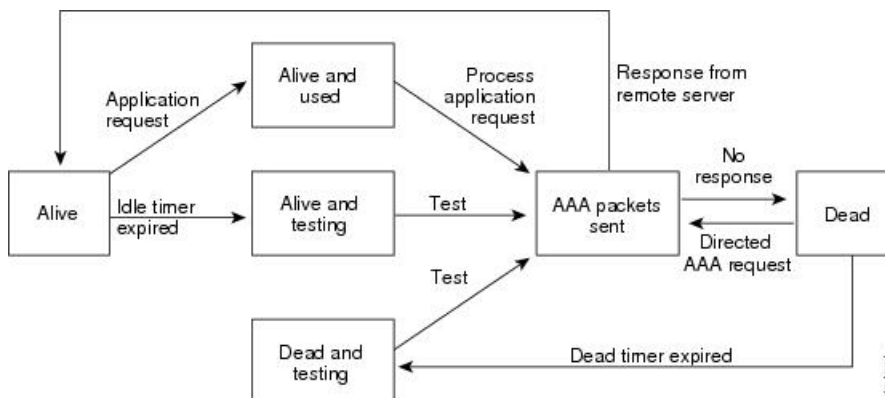 Alive and
used
Process
application
request
Response from
remote server
Application
request
No
response
Alive
Idle timer
expired
Alive and
testing
Test
AAA packets
sent
Dead
Directed
AAA request
Test
Dead and
testing
Dead timer expired